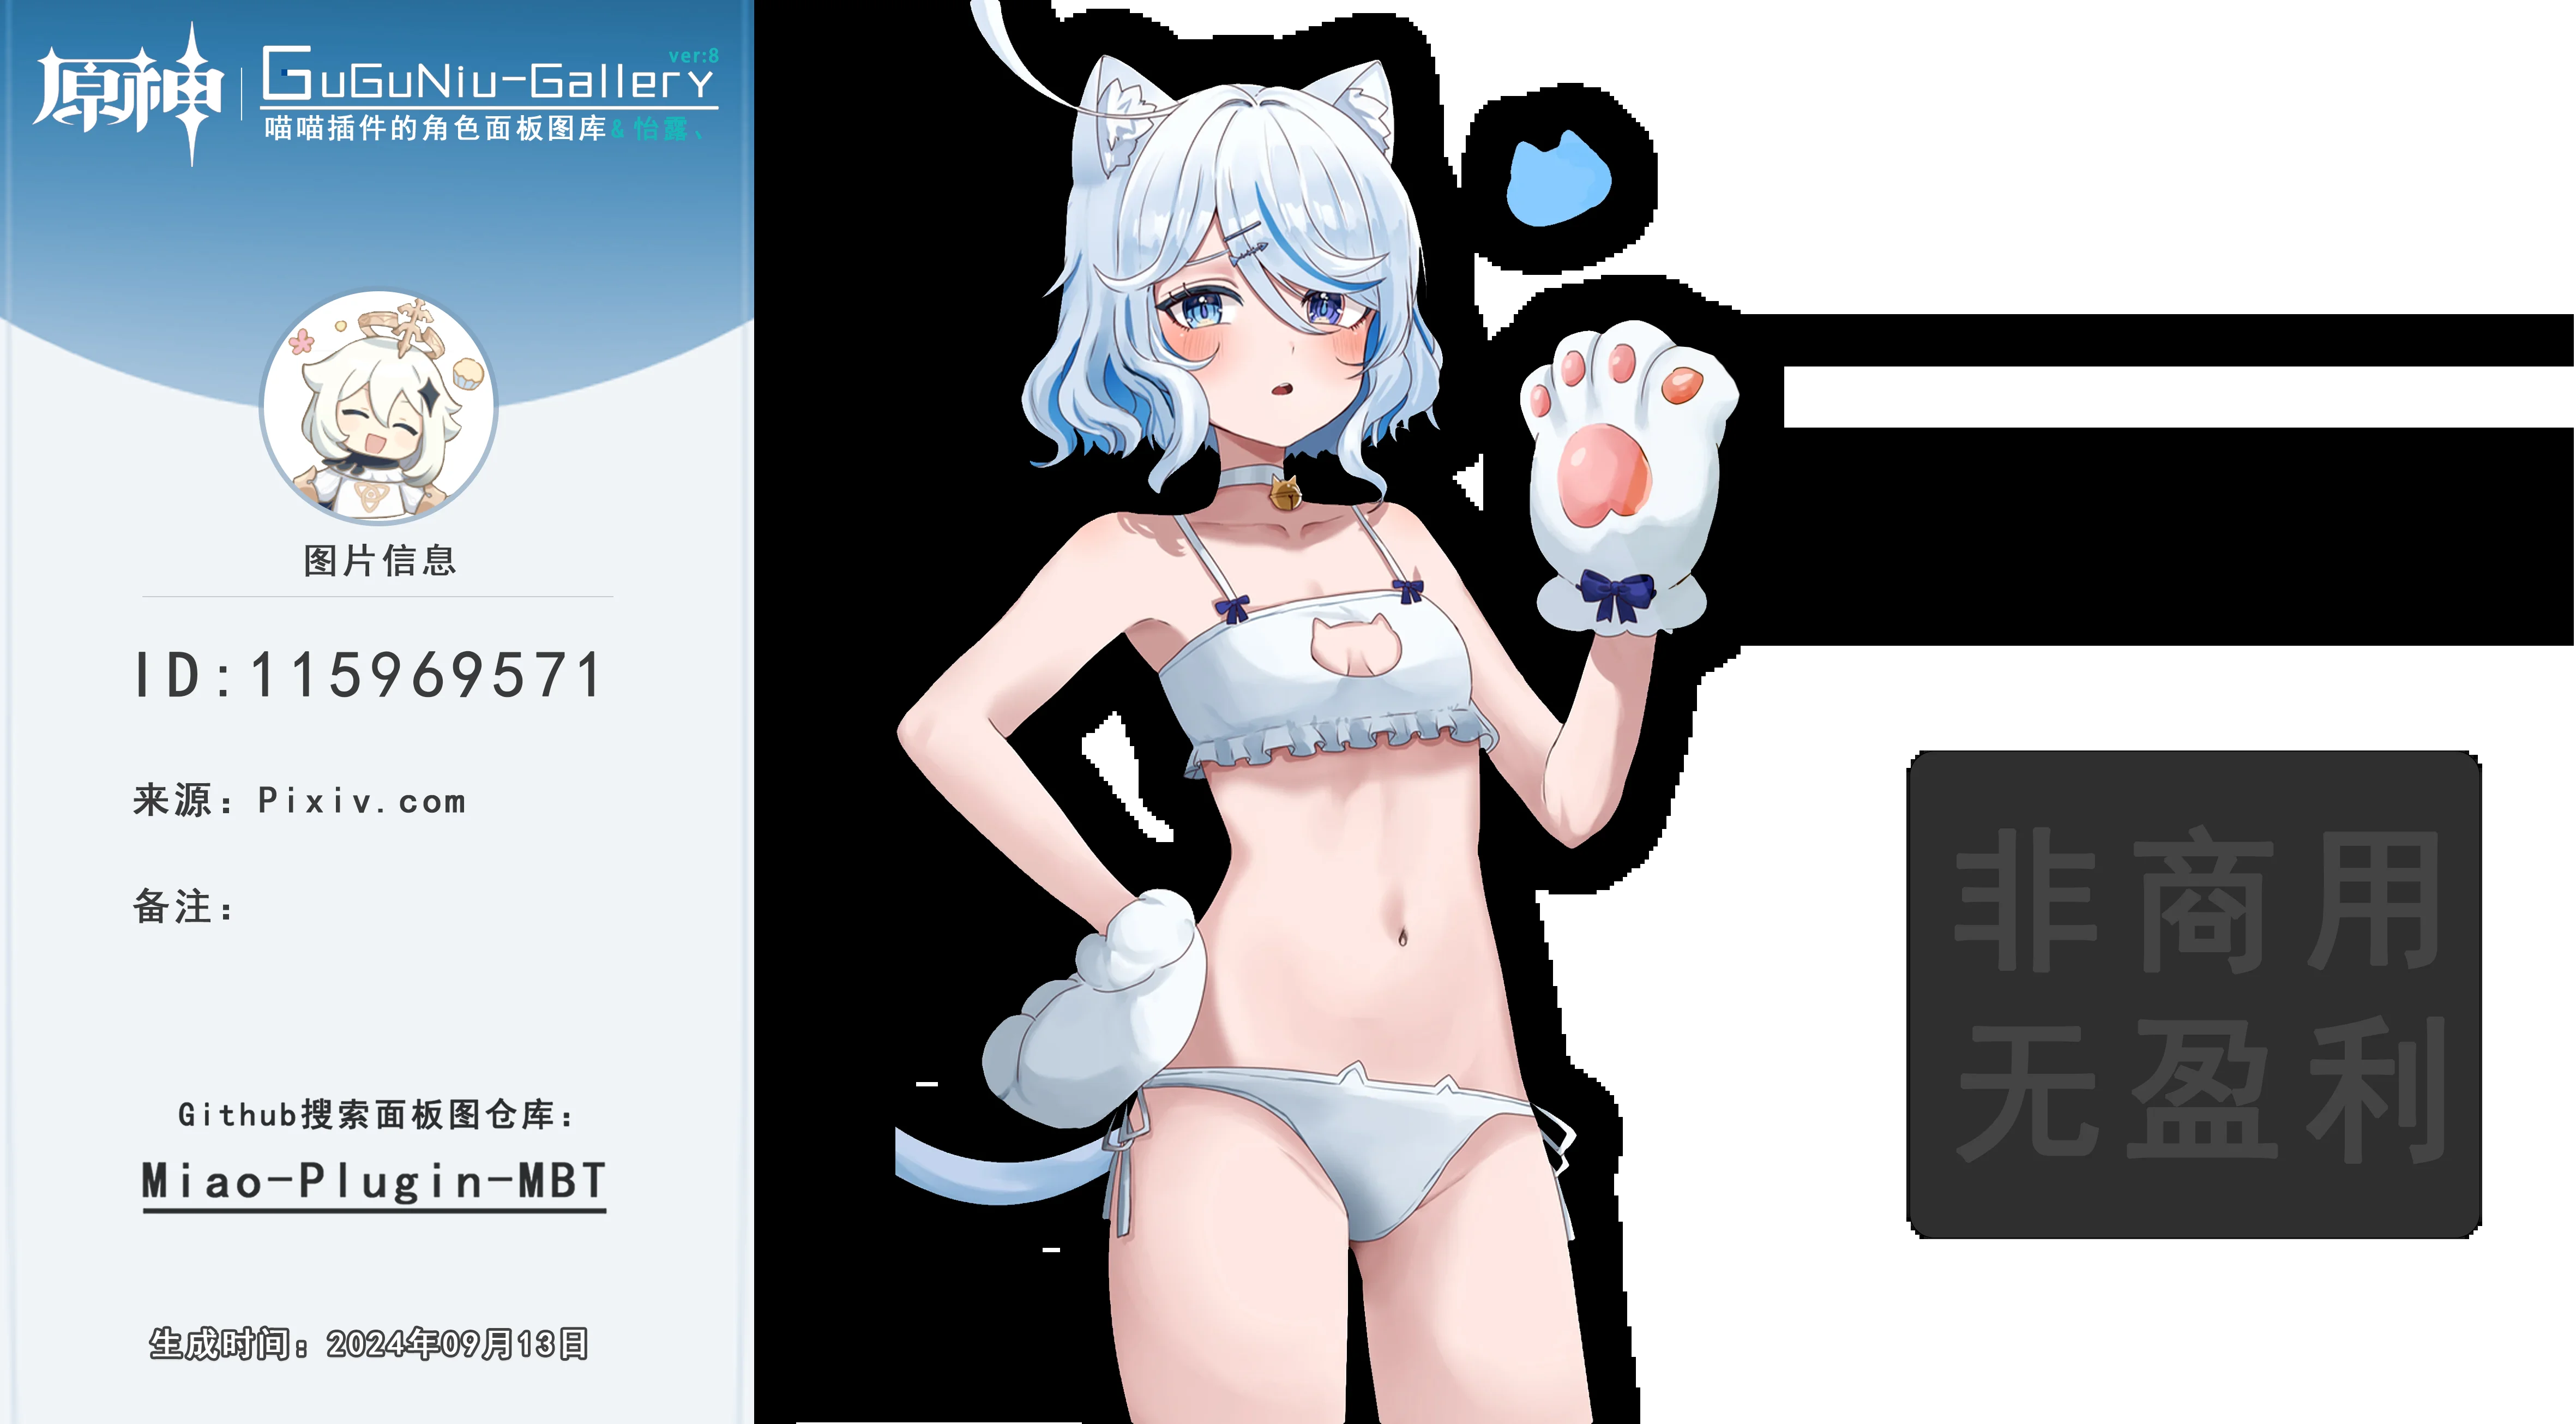 原神
GuGuNiu-Gallery
ver:8
喵喵插件的角色面板图库&怡露、
图片信息
ID:115969571
来源：Pixiv.com
备注：
Github搜索面板图仓库：
Miao-Plugin-MBT
生成时间：2024年09月13日
非商用
无盈利